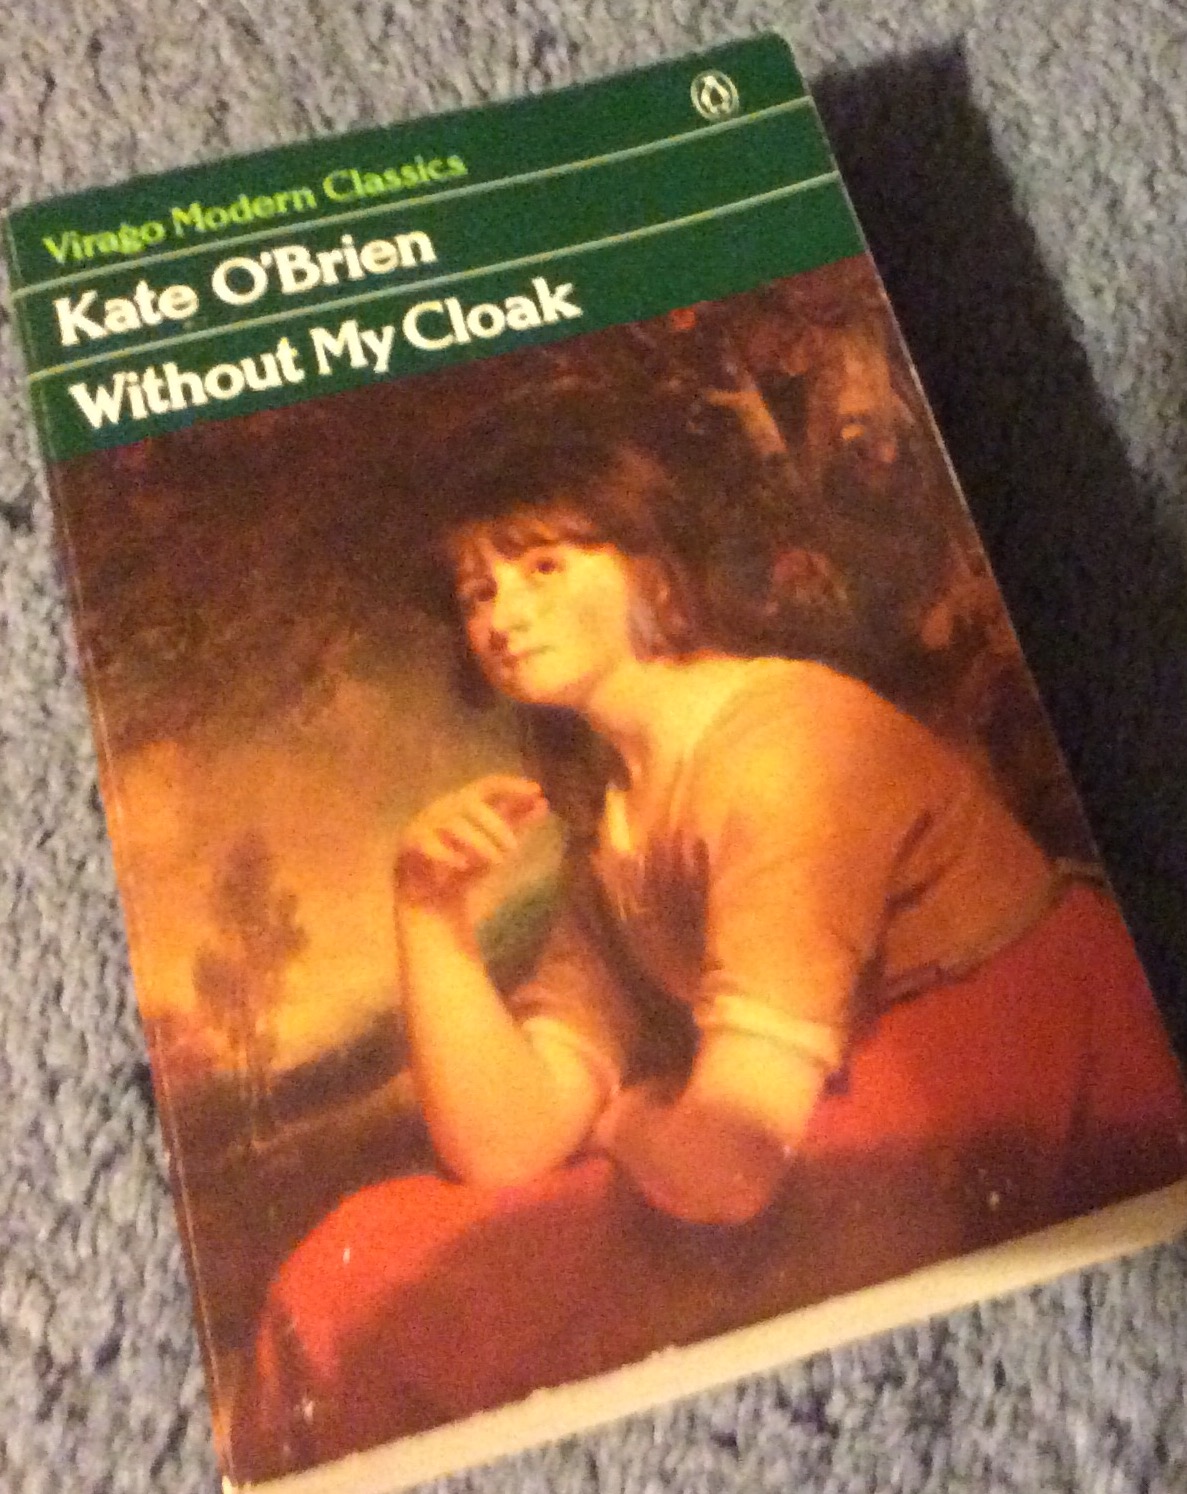 Virago Modern Classics
Kate O'Brien
Without My Cloak